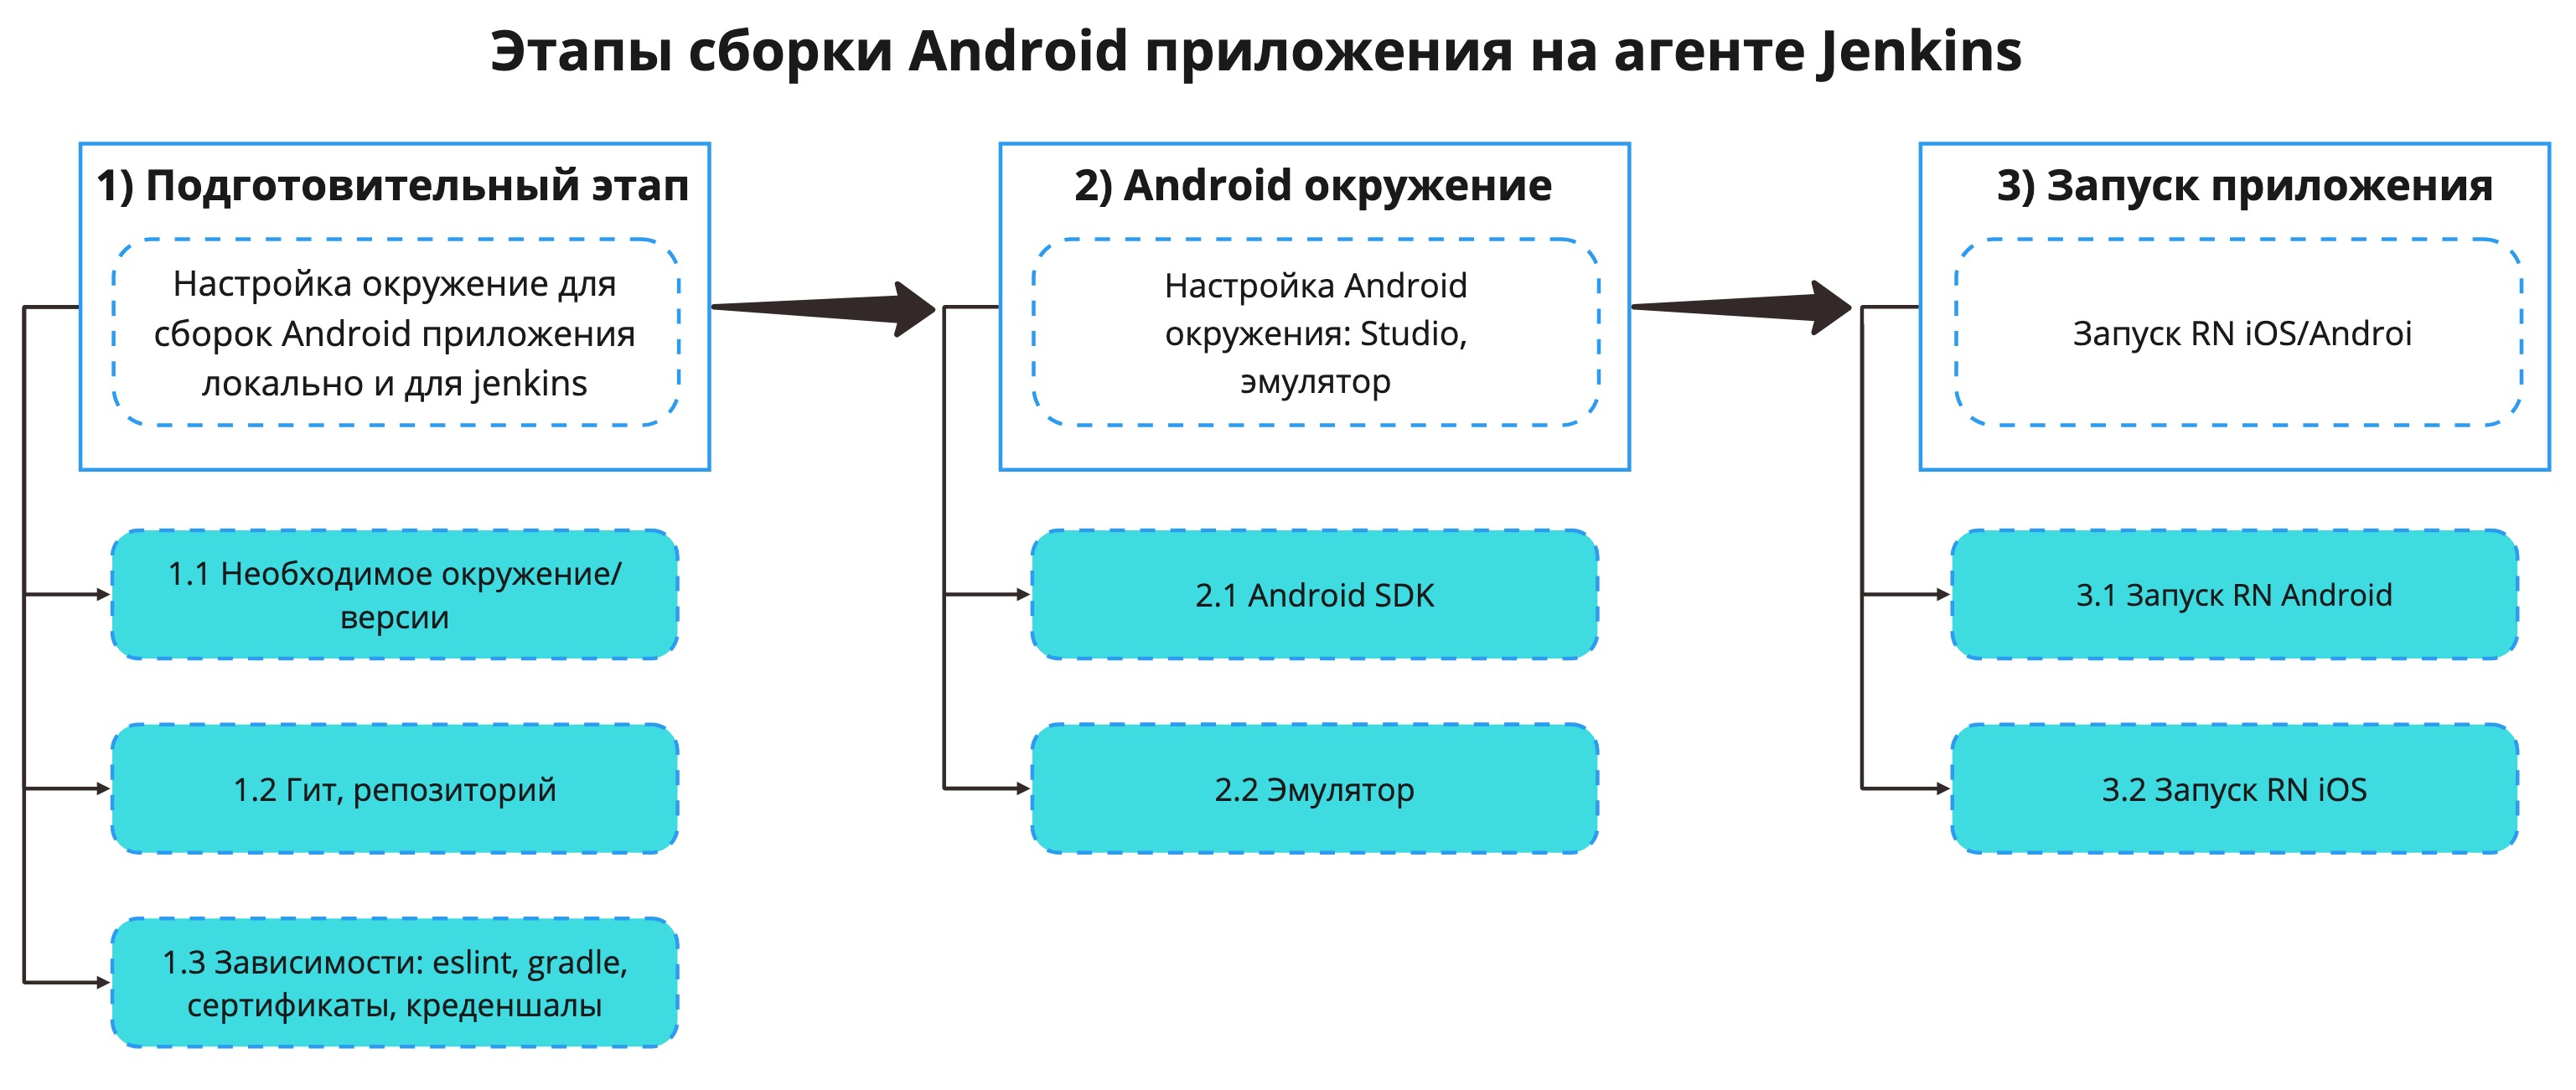 Этапы сборки Android приложения на агенте Jenkins
1) Подготовительный этап
Настройка окружение для
сборок Android приложения
локально и для jenkins
1.1 Необходимое окружение/
версии
1.2 Гит, репозиторий
1.3 Зависимости: eslint, gradle,
сертификаты, креденшалы
2) Android окружение
Настройка Android
окружения: Studio,
эмулятор
2.1 Android SDK
2.2 Эмулятор
3) Запуск приложения
Запуск RN iOS/Androi
3.1 Запуск RN Android
3.2 Запуск RN iOS